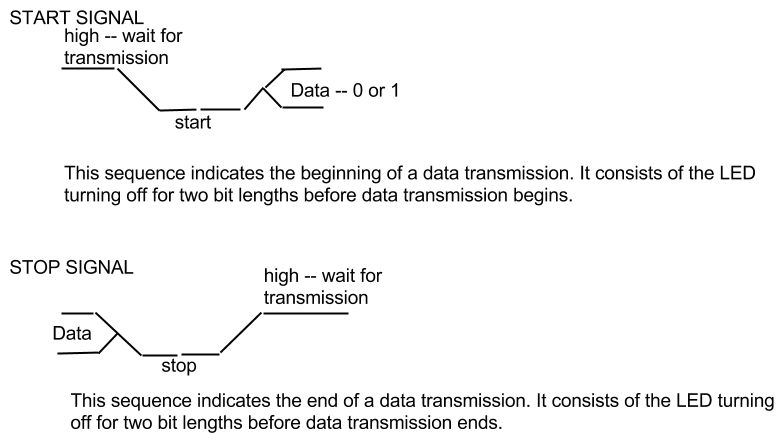 START SIGNAL
high -- wait for
transmission
Data -- 0 or 1
start
This sequence indicates the beginning of a data transmission. It consists of the LED
turning off for two bit lengths before data transmission begins.
STOP SIGNAL
high -- wait for
transmission
Data
stop
This sequence indicates the end of a data transmission. It consists of the LED turning
off for two bit lengths before data transmission ends.